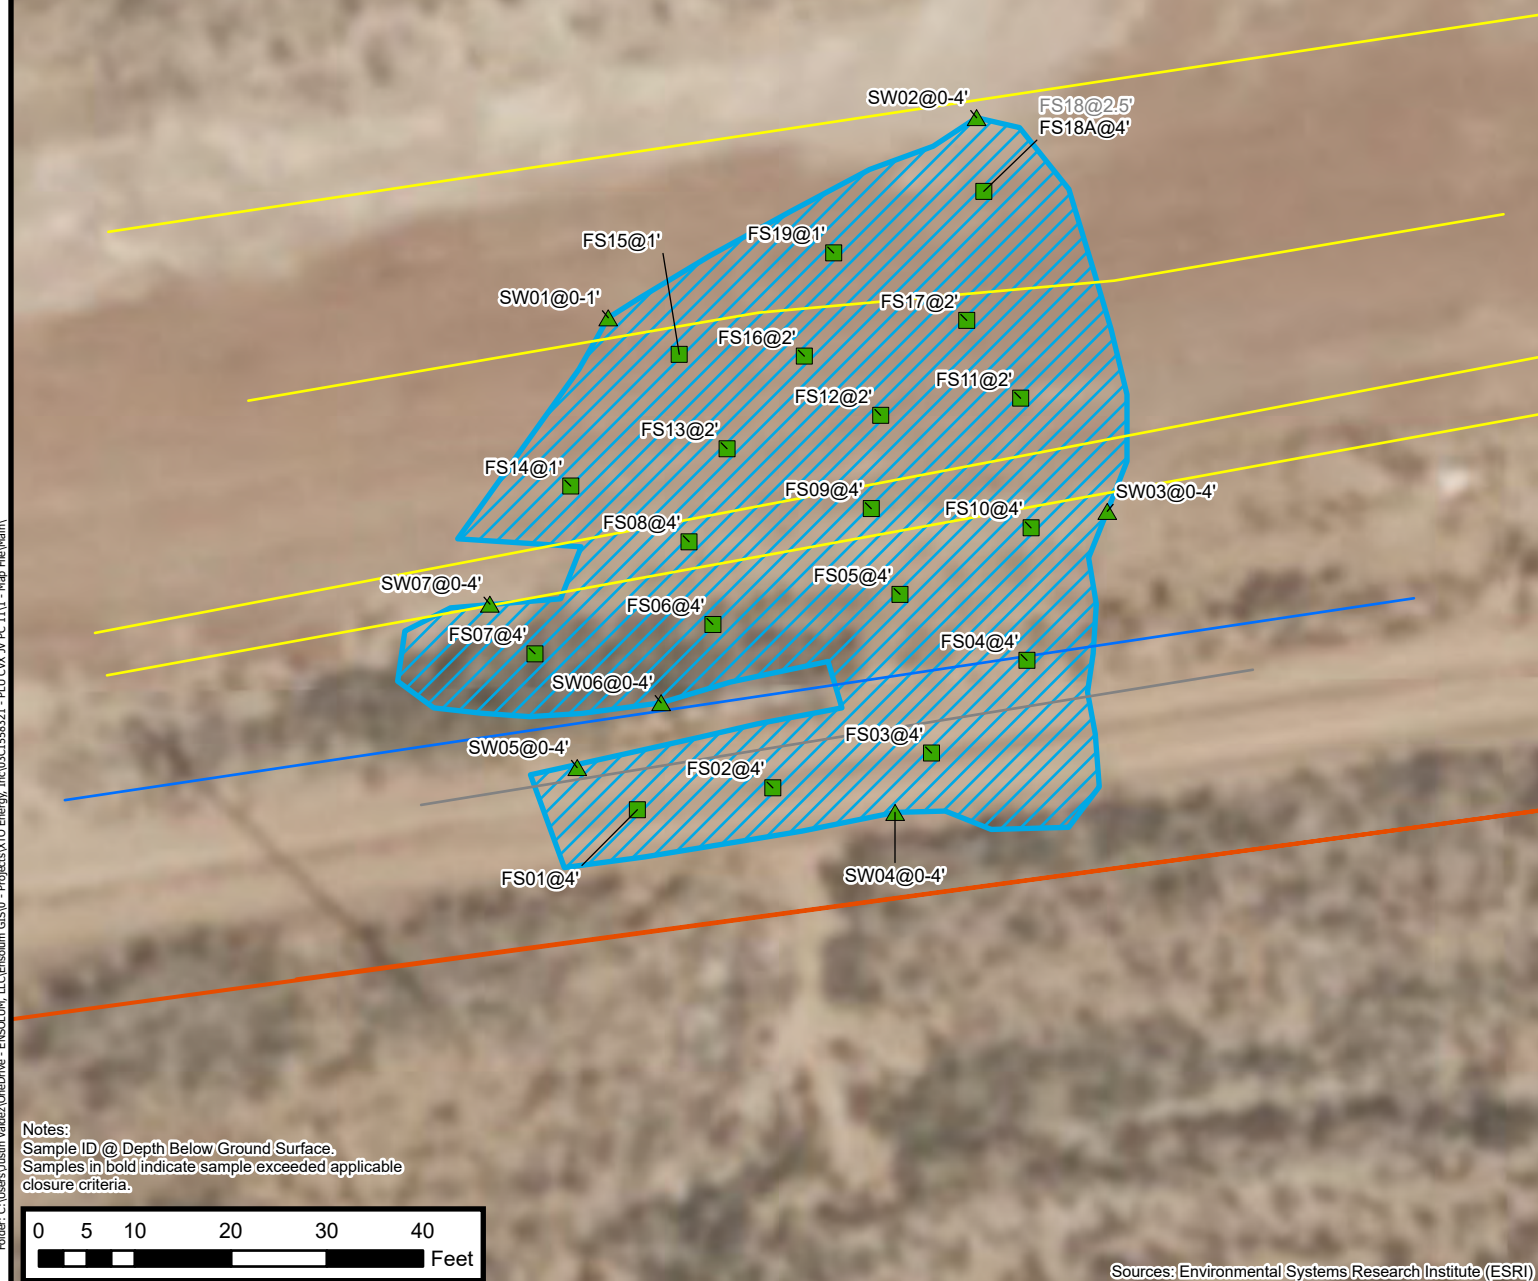 SW02@0-4'
FS18@2.5'
FS18A@4'
FS19@1'
FS15@1'
SW01@0-1'
FS17@2'
FS16@2'
FS11@2'
FS12@2'
FS13@2'
FS14@1'
FS09@4'
SW03@0-4'
FS10@4'
FS08@4'
FS05@4'
SW07@0-4'
FS06@4'
FS07@4'
FS04@4'
SW06@0-4'
FS03@4'
SW05@0-4'
FS02@4'
FS01@4'
SW04@0-4'
Notes:
Sample ID @ Depth Below Ground Surface.
Samples in bold indicate sample exceeded applicable
closure criteria.
0 5 10 20 30 40
Feet
Sources: Environmental Systems Research Institute (ESRI)